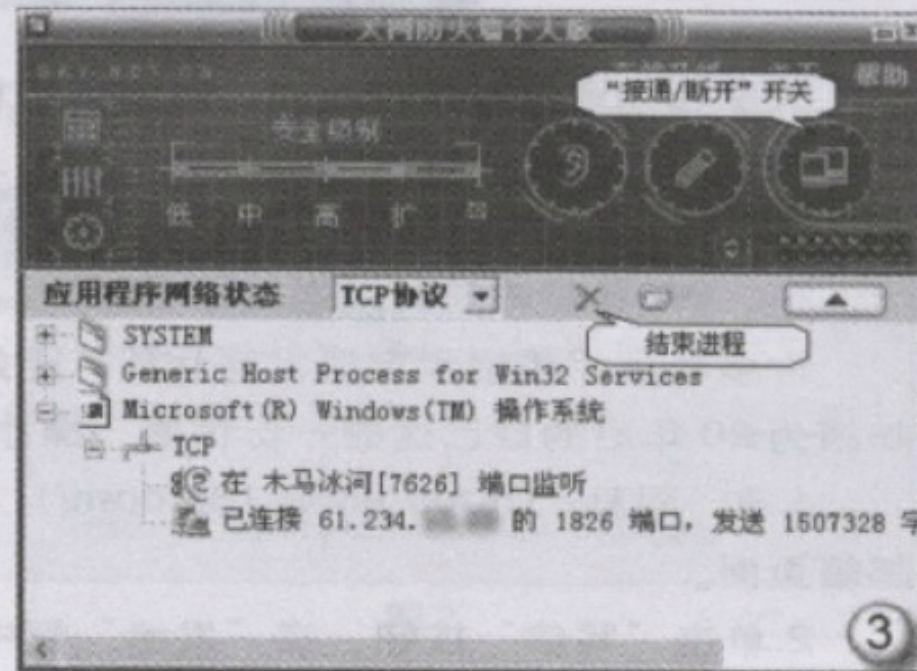 天网防火墙个人版
帮助
“接通/断开”开关
安全级别
低 中 高 扩
应用程序网络状态 TCP协议
结束进程
SYSTEM
Generic Host Process for Win32 Services
Microsoft(R) Windows(TM) 操作系统
TCP
在 木马冰河[7626] 端口监听
已连接 61.234. 的 1826 端口, 发送 1507328 字
③